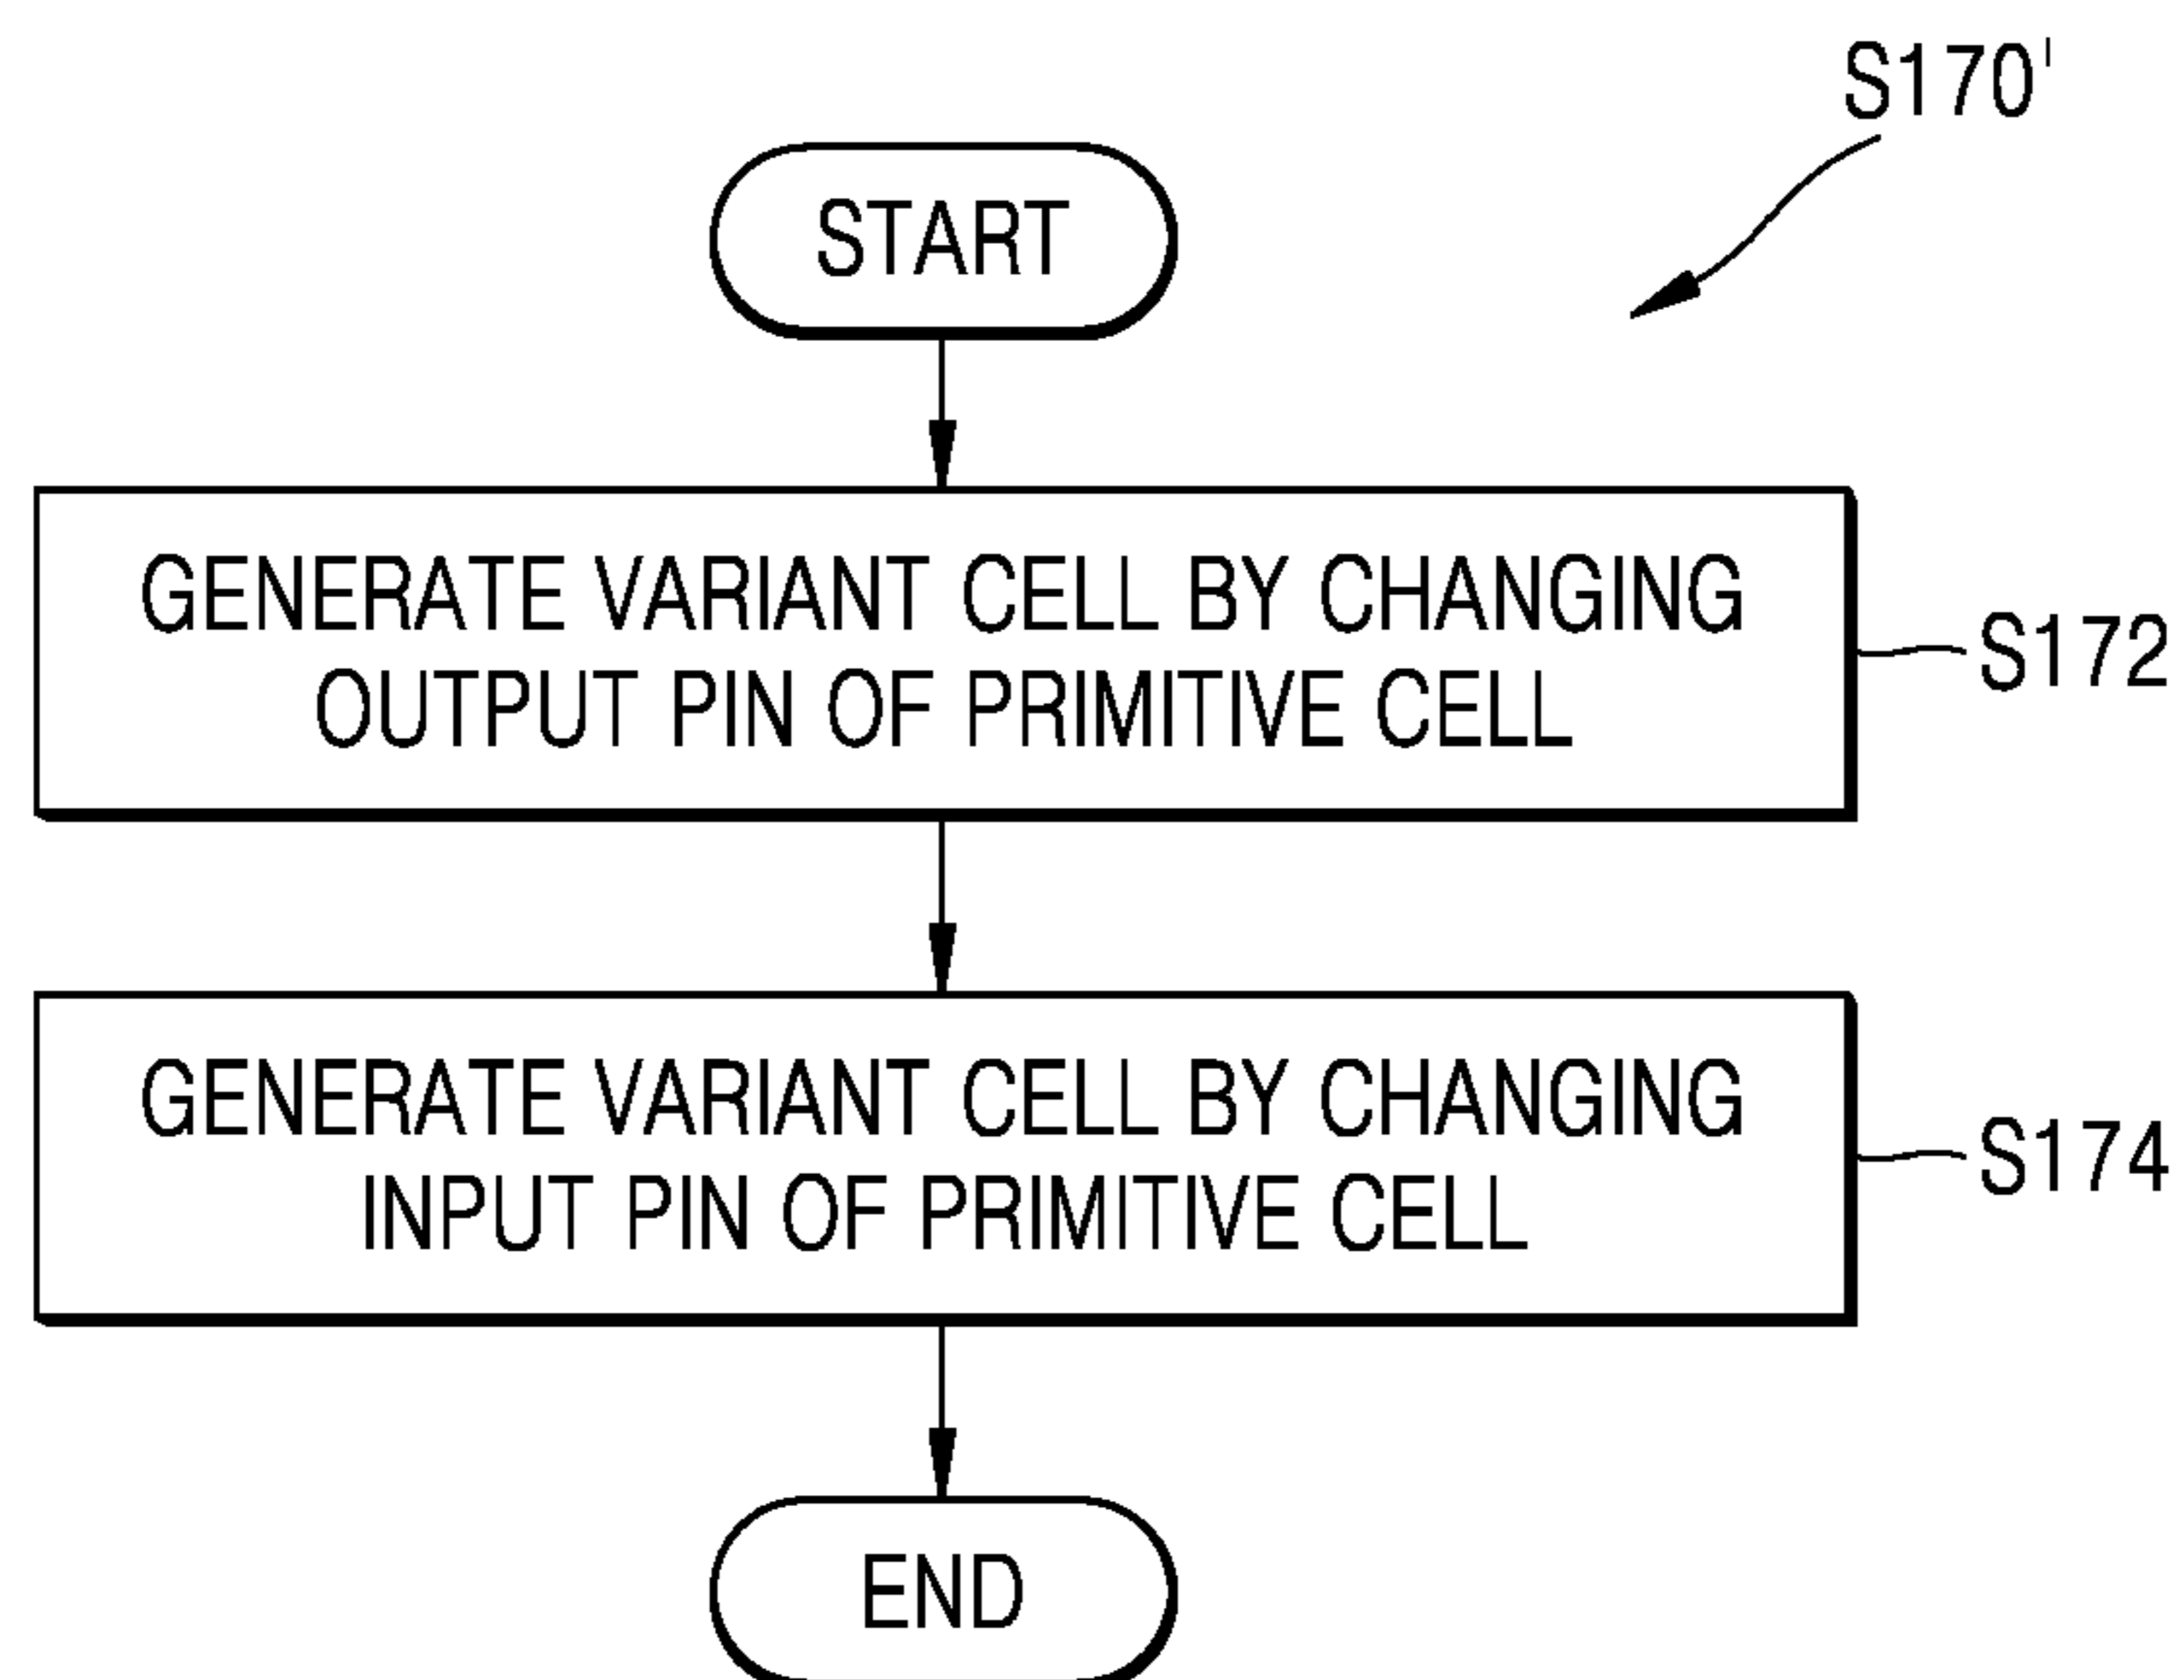 S170'
START
GENERATE VARIANT CELL BY CHANGING
OUTPUT PIN OF PRIMITIVE CELL
S172
GENERATE VARIANT CELL BY CHANGING
INPUT PIN OF PRIMITIVE CELL
S174
END